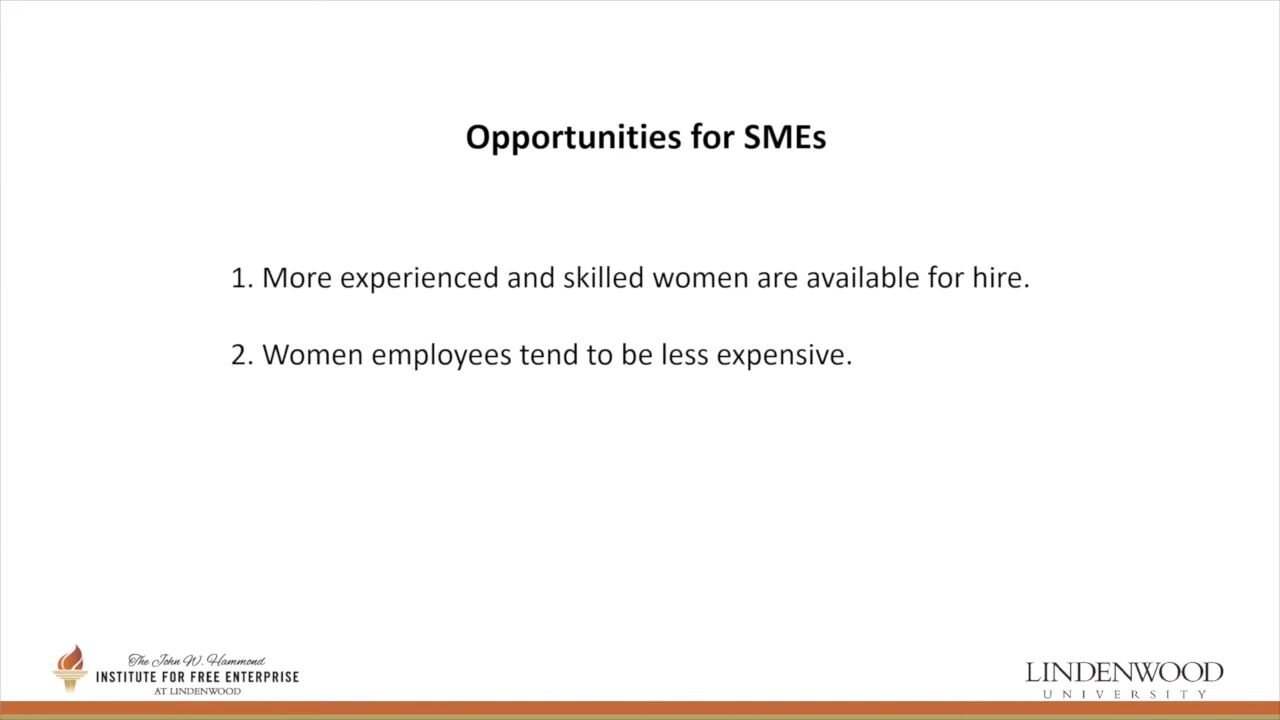 Opportunities for SMEs
1. More experienced and skilled women are available for hire.
2. Women employees tend to be less expensive.
The John W. Hammond
INSTITUTE FOR FREE ENTERPRISE
AT LINDENWOOD
LINDENWOOD
UNIVERSITY